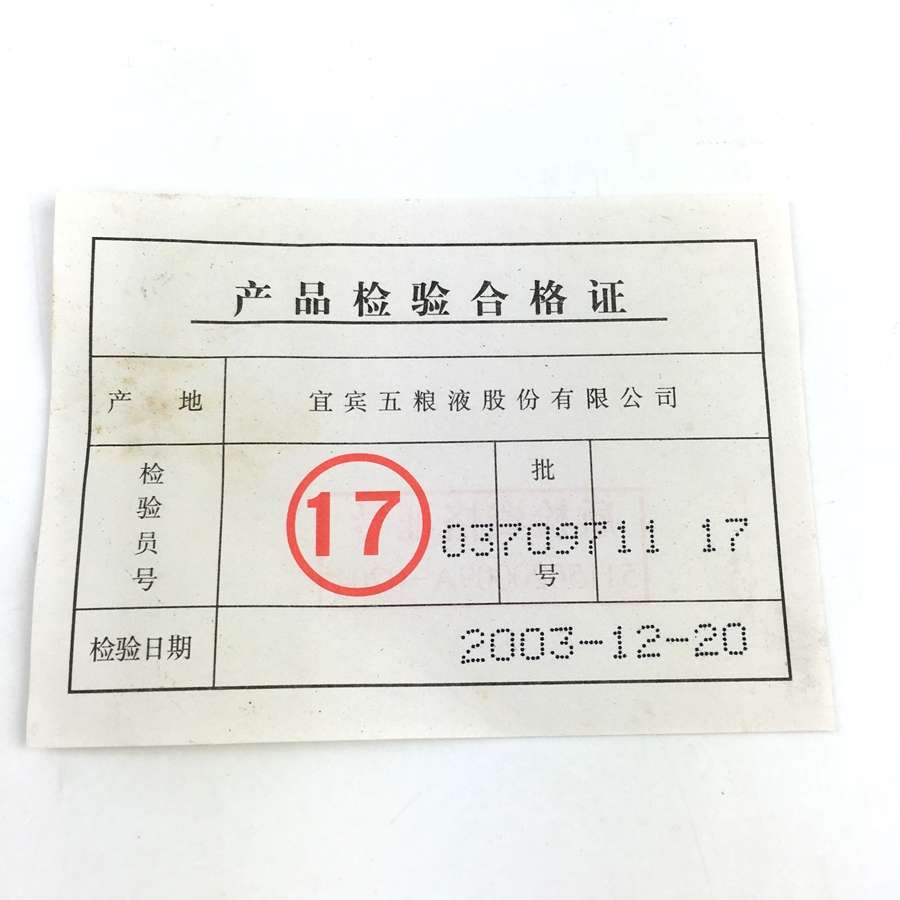 产品检验合格证
产 地 宜宾五粮液股份有限公司
检验员号 17 批号 03709711 17
检验日期 2003-12-20